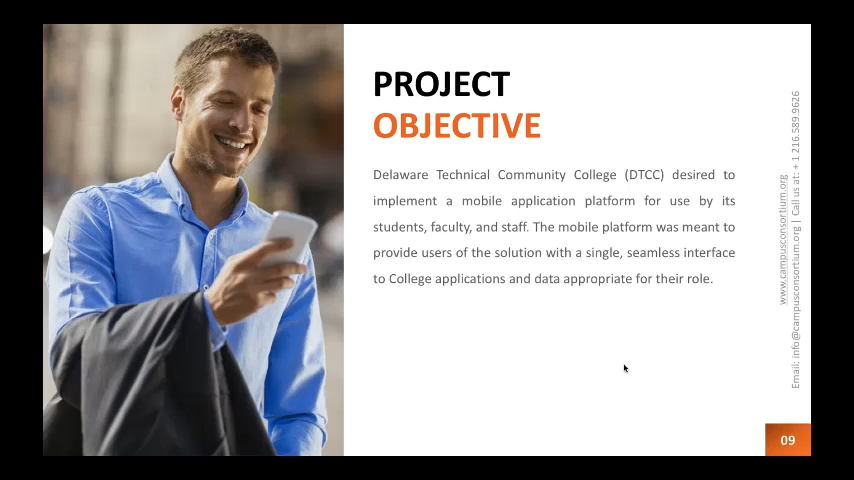 PROJECT
OBJECTIVE
Delaware Technical Community College (DTCC) desired to
implement a mobile application platform for use by its
students, faculty, and staff. The mobile platform was meant to
provide users of the solution with a single, seamless interface
to College applications and data appropriate for their role.
www.campusconsortium.org
Email: info@campusconsortium.org | Call us at: + 1 216.589.9626
09